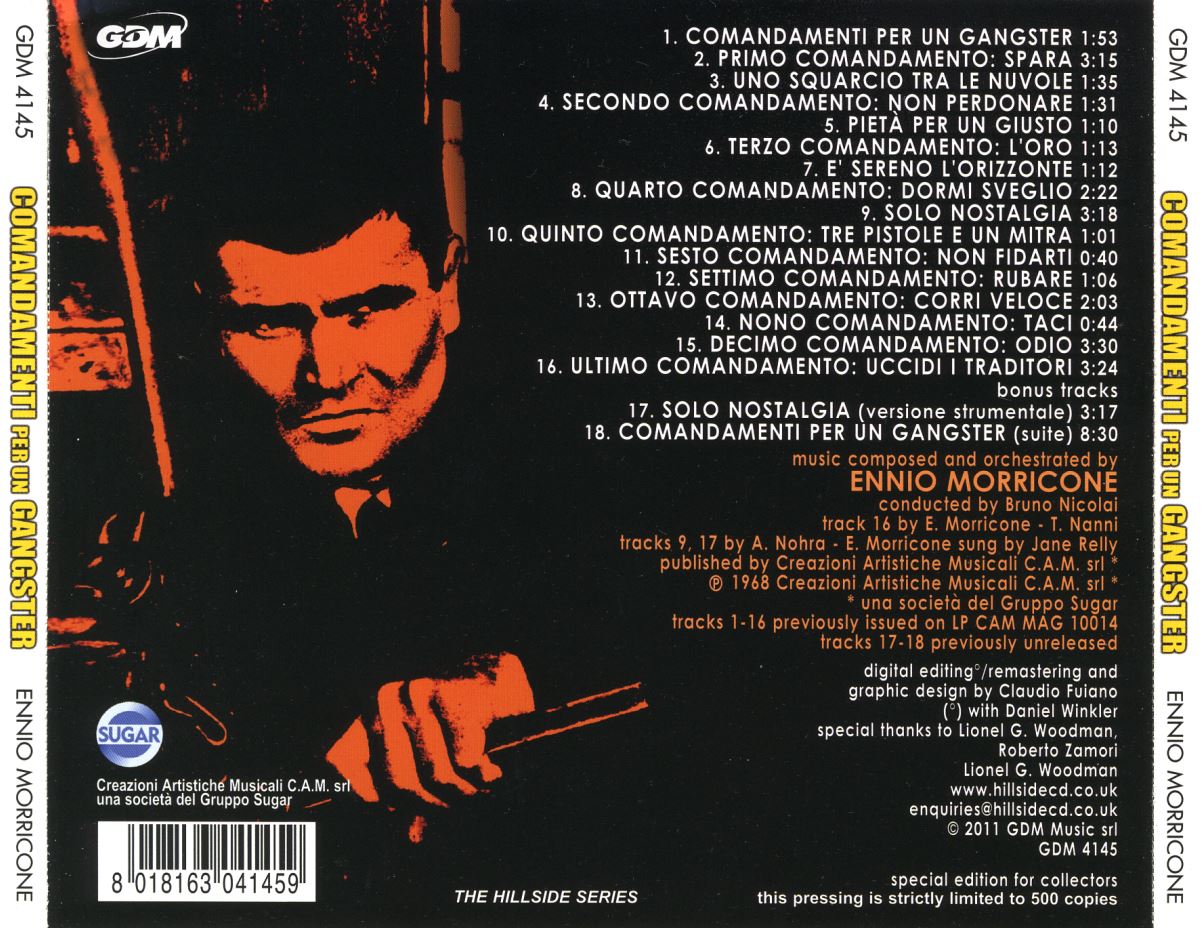 GDM
GDM 4145
COMANDAMENTI PER UN GANGSTER
ENNIO MORRICONE
1. COMANDAMENTI PER UN GANGSTER 1:53
2. PRIMO COMANDAMENTO: SPARA 3:15
3. UNO SQUARCIO TRA LE NUVOLE 1:35
4. SECONDO COMANDAMENTO: NON PERDONARE 1:31
5. PIETÀ PER UN GIUSTO 1:10
6. TERZO COMANDAMENTO: L'ORO 1:13
7. E' SERENO L'ORIZZONTE 1:12
8. QUARTO COMANDAMENTO: DORMI SVEGLIO 2:22
9. SOLO NOSTALGIA 3:18
10. QUINTO COMANDAMENTO: TRE PISTOLE E UN MITRA 1:01
11. SESTO COMANDAMENTO: NON FIDARTI 0:40
12. SETTIMO COMANDAMENTO: RUBARE 1:06
13. OTTAVO COMANDAMENTO: CORRI VELOCE 2:03
14. NONO COMANDAMENTO: TACI 0:44
15. DECIMO COMANDAMENTO: ODIO 3:30
16. ULTIMO COMANDAMENTO: UCCIDI I TRADITORI 3:24
bonus tracks
17. SOLO NOSTALGIA (versione strumentale) 3:17
18. COMANDAMENTI PER UN GANGSTER (suite) 8:30
music composed and orchestrated by
ENNIO MORRICONE
conducted by Bruno Nicolai
track 16 by E. Morricone - T. Nanni
tracks 9, 17 by A. Nohra - E. Morricone sung by Jane Relly
published by Creazioni Artistiche Musicali C.A.M. srl *
℗ 1968 Creazioni Artistiche Musicali C.A.M. srl *
* una società del Gruppo Sugar
tracks 1-16 previously issued on LP CAM MAG 10014
tracks 17-18 previously unreleased
digital editing°/remastering and
graphic design by Claudio Fuiano
(°) with Daniel Winkler
special thanks to Lionel G. Woodman,
Roberto Zamori
Lionel G. Woodman
www.hillsidecd.co.uk
enquiries@hillsidecd.co.uk
© 2011 GDM Music srl
GDM 4145
special edition for collectors
this pressing is strictly limited to 500 copies
SUGAR
Creazioni Artistiche Musicali C.A.M. srl
una società del Gruppo Sugar
8 018163 041459
THE HILLSIDE SERIES
GDM 4145
COMANDAMENTI PER UN GANGSTER
ENNIO MORRICONE